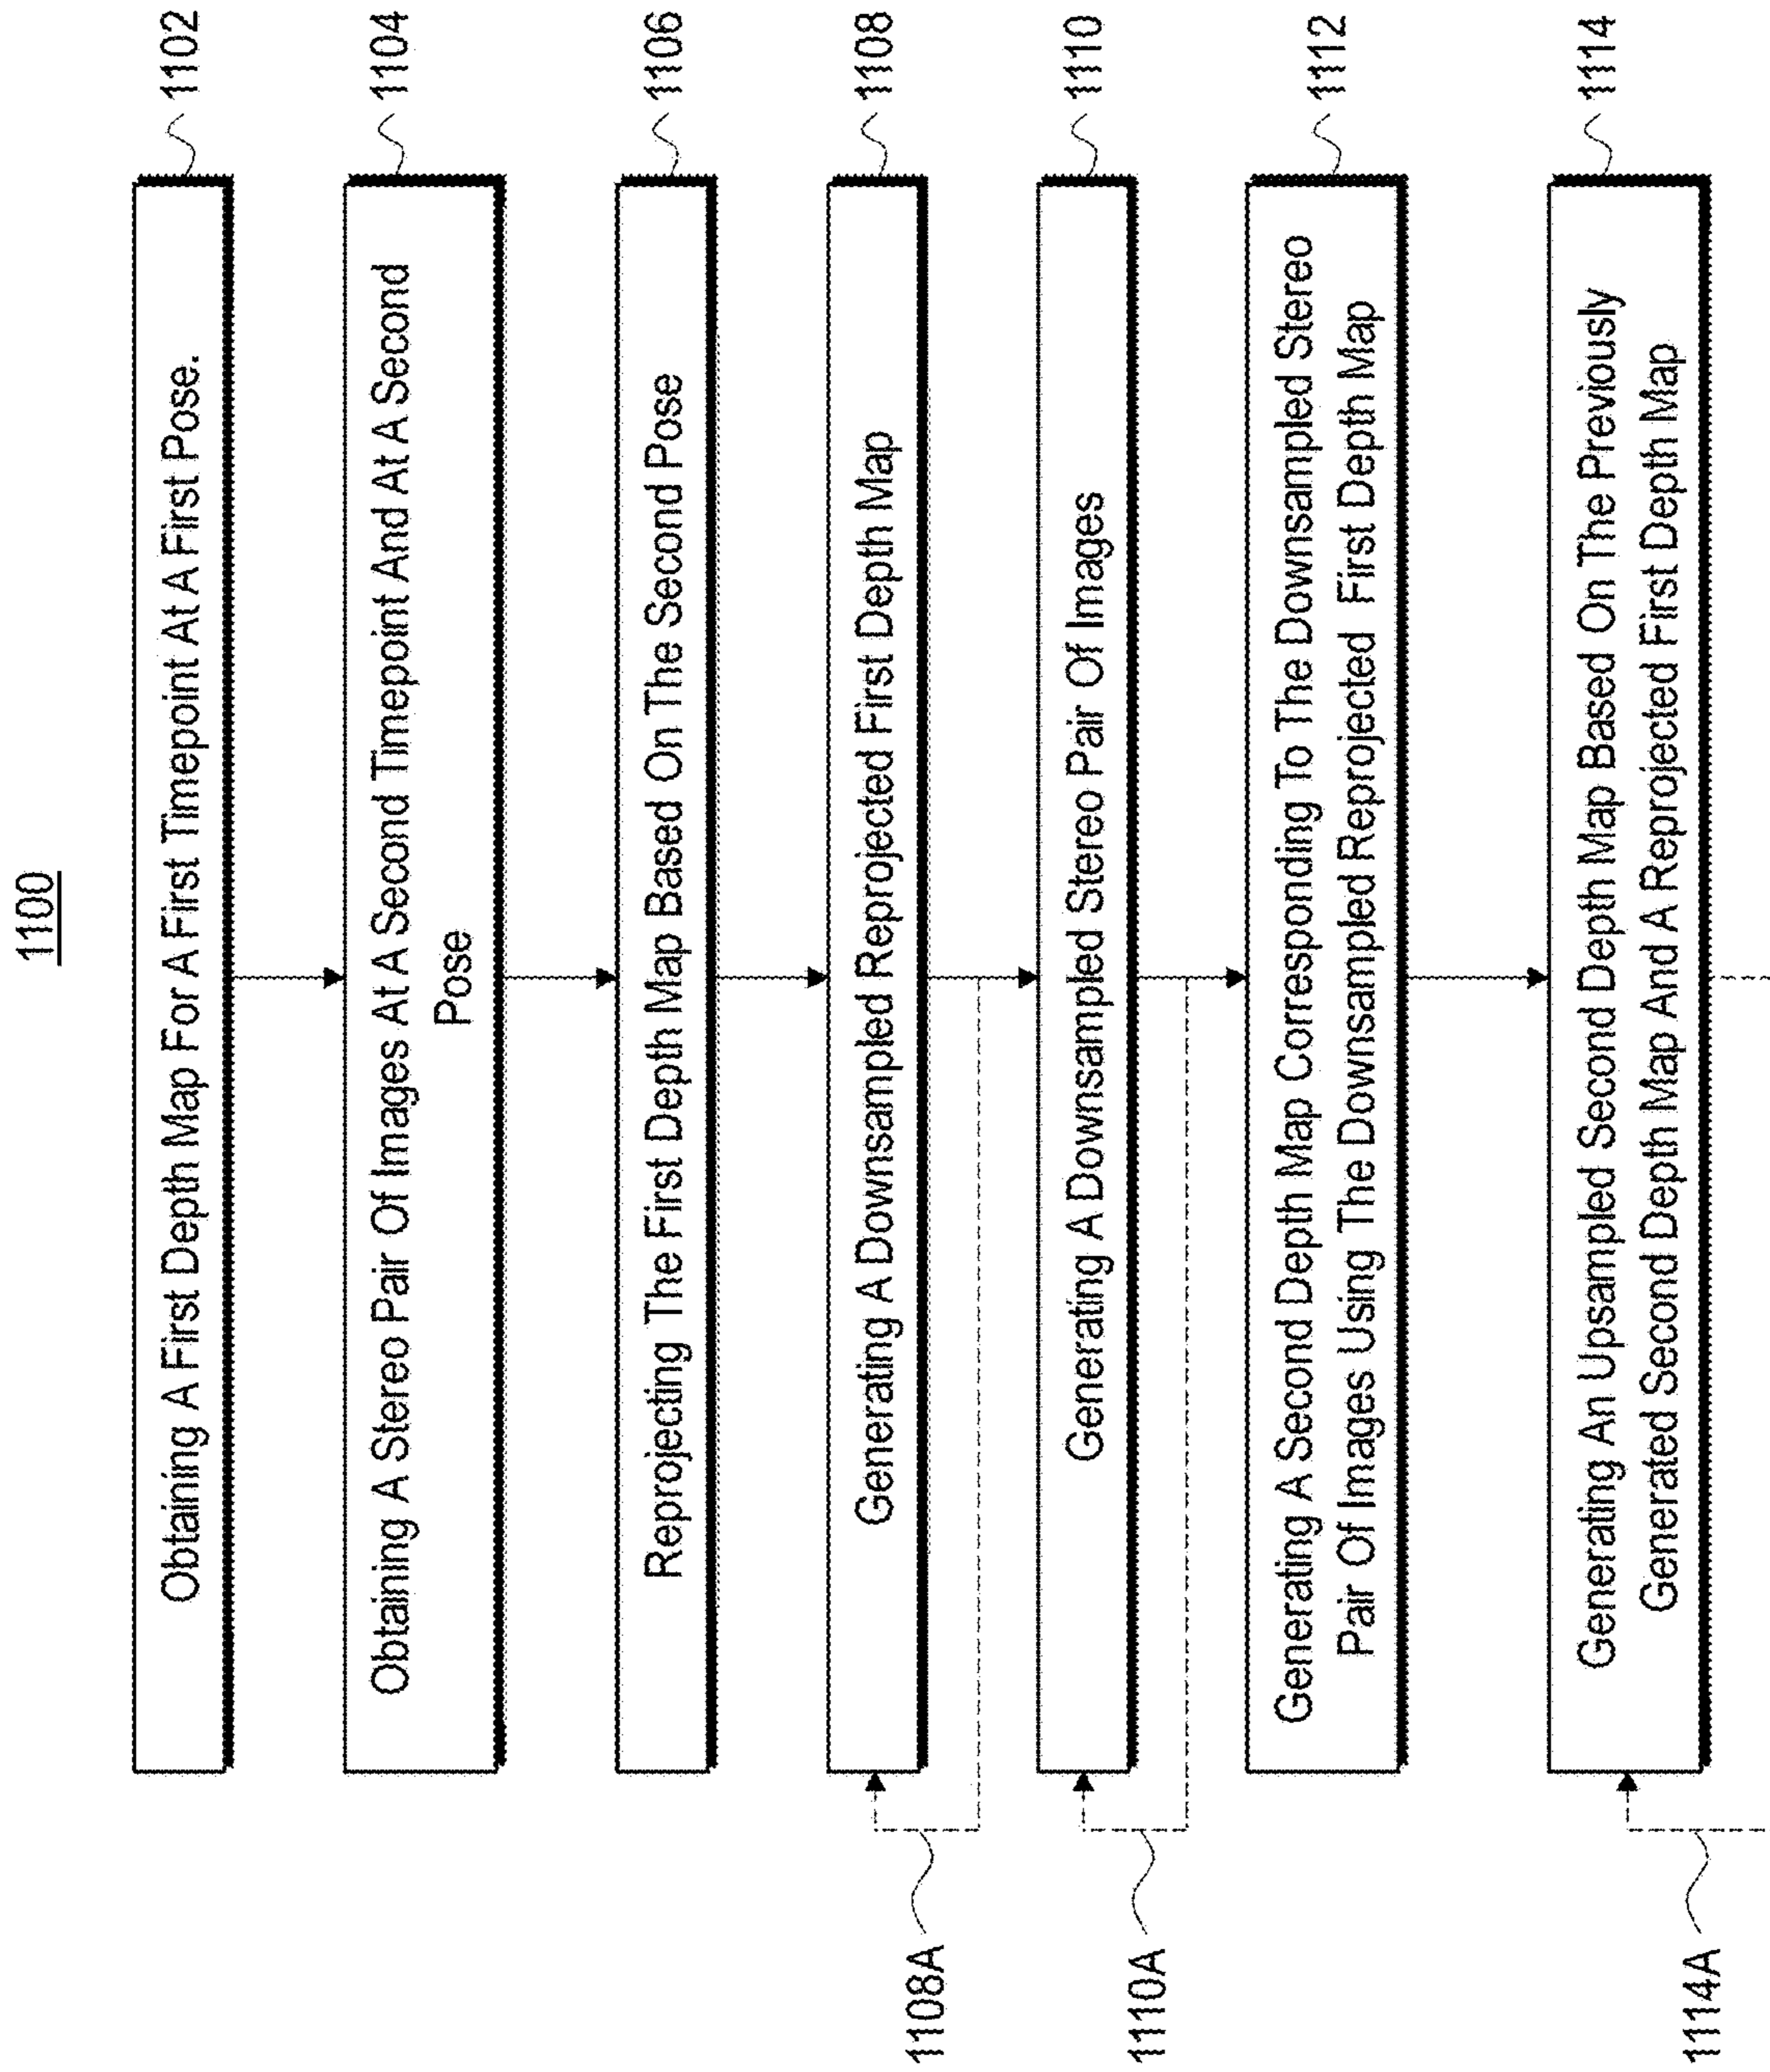 1100
Obtaining A First Depth Map For A First Timepoint At A First Pose.
1102
Obtaining A Stereo Pair Of Images At A Second Timepoint And At A Second
Pose
1104
Reprojecting The First Depth Map Based On The Second Pose
1106
Generating A Downsampled Reprojected First Depth Map
1108
1108A
Generating A Downsampled Stereo Pair Of Images
1110
1110A
Generating A Second Depth Map Corresponding To The Downsampled Stereo
Pair Of Images Using The Downsampled Reprojected First Depth Map
1112
Generating An Upsampled Second Depth Map Based On The Previously
Generated Second Depth Map And A Reprojected First Depth Map
1114
1114A